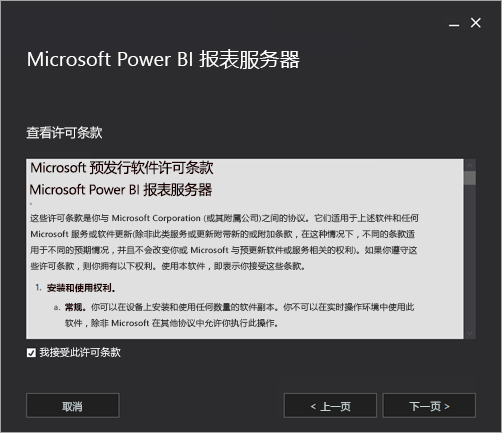 Microsoft Power BI 报表服务器
查看许可条款
Microsoft 预发行软件许可条款
Microsoft Power BI 报表服务器
这些许可条款是你与 Microsoft Corporation (或其附属公司)之间的协议。它们适用于上述软件和任何
Microsoft 服务或软件更新(除非此类服务或更新附带新的或附加条款，在这种情况下，不同的条款适
用于不同的预期情况，并且不会改变你或 Microsoft 与预更新软件或服务相关的权利)。如果你遵守这
些许可条款，则你拥有以下权利。使用本软件，即表示你接受这些条款。
1. 安装和使用权利。
a. 常规。你可以在设备上安装和使用任何数量的软件副本。你不可以在实时操作环境中使用此
软件，除非 Microsoft 在其他协议中允许你执行此操作。
我接受此许可条款
取消
< 上一页
下一页 >